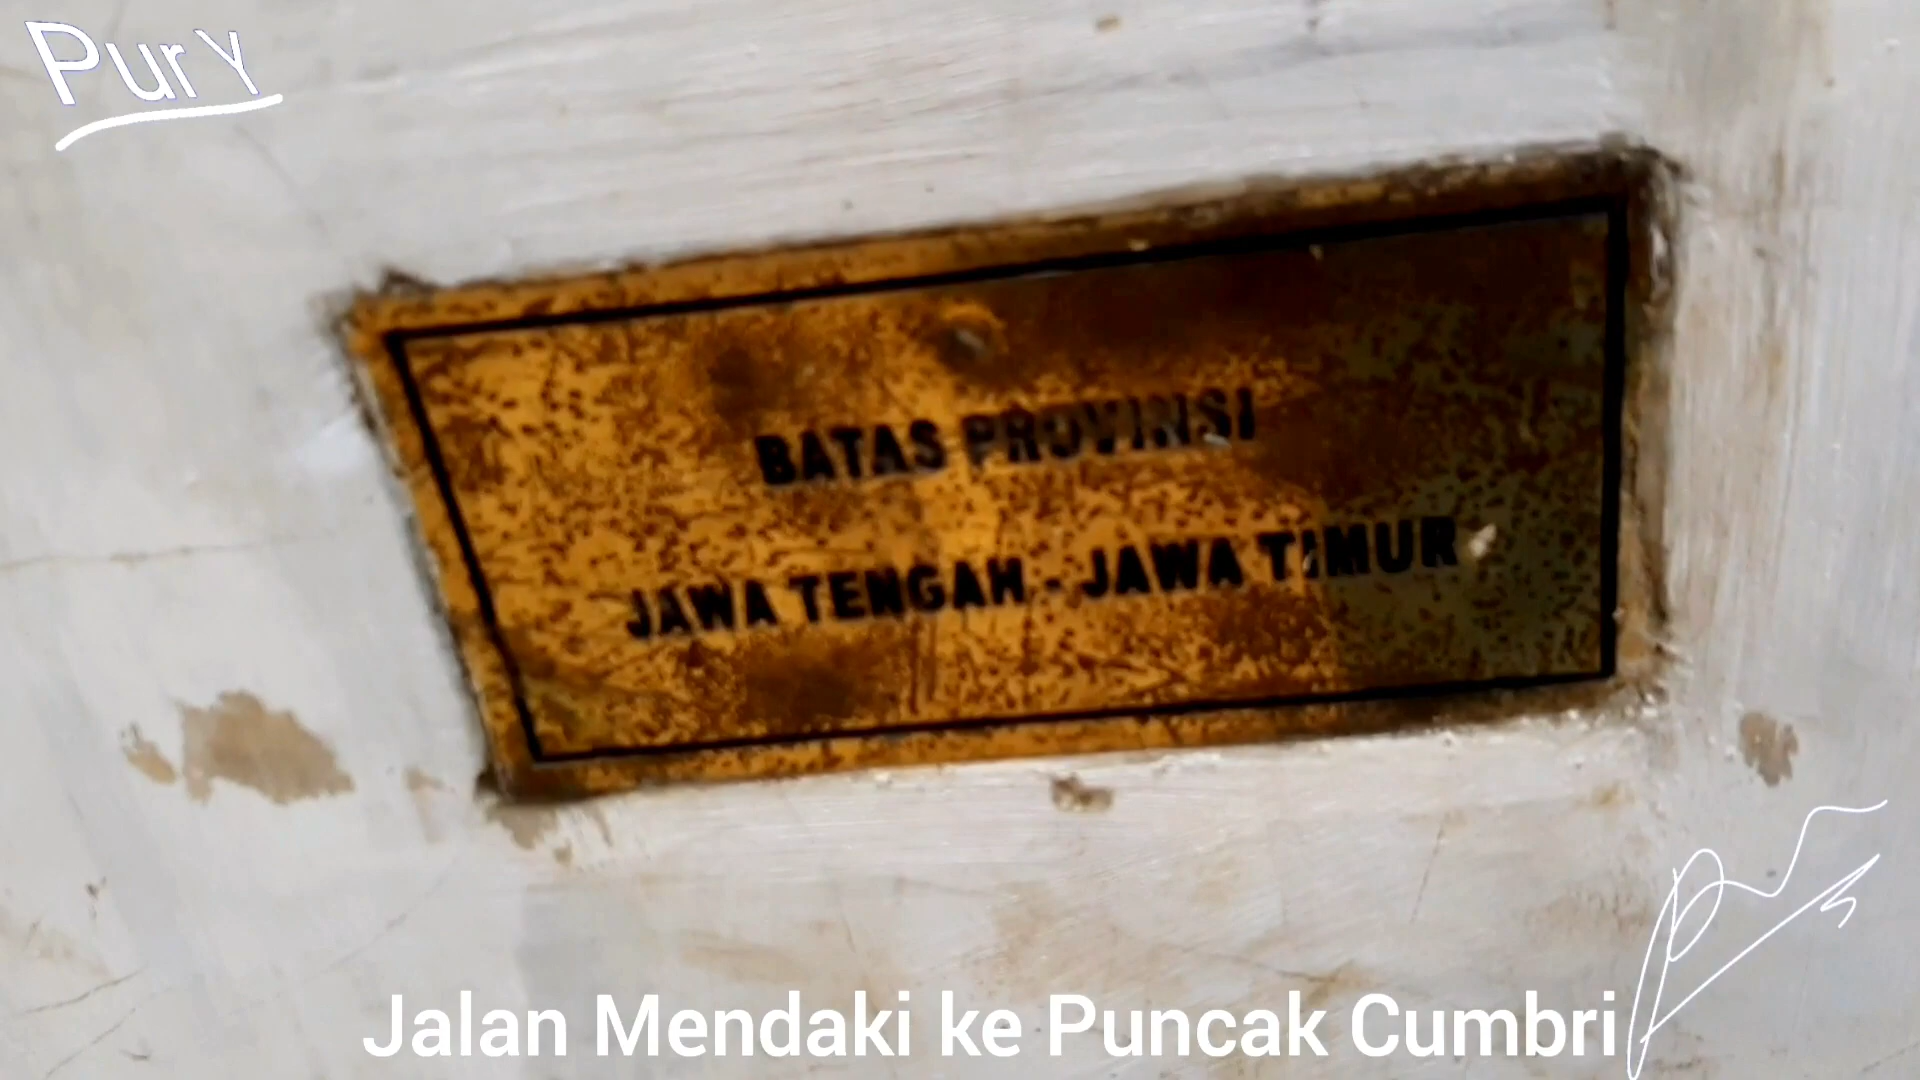 Pury
BATAS PROVINSI
JAWA TENGAH - JAWA TIMUR
Jalan Mendaki ke Puncak Cumbri